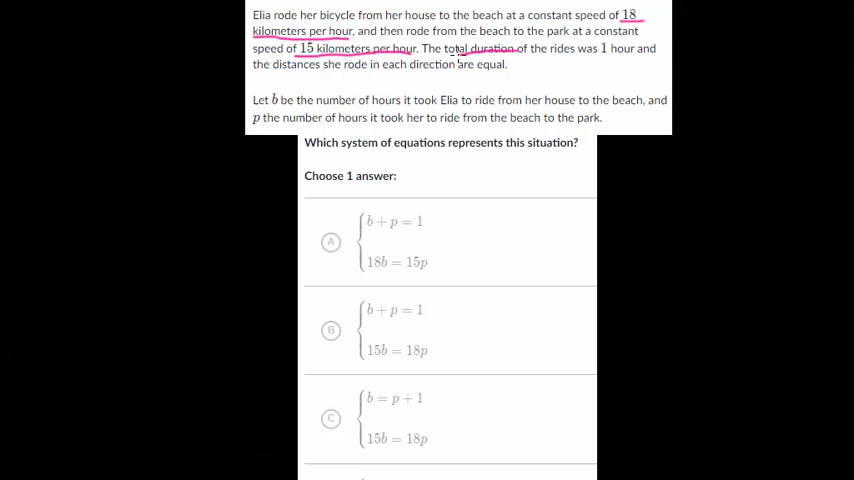 Elia rode her bicycle from her house to the beach at a constant speed of 18
kilometers per hour, and then rode from the beach to the park at a constant
speed of 15 kilometers per hour. The total duration of the rides was 1 hour and
the distances she rode in each direction are equal.
Let b be the number of hours it took Elia to ride from her house to the beach, and
p the number of hours it took her to ride from the beach to the park.
Which system of equations represents this situation?
Choose 1 answer:
b + p = 1
A
18b = 15p
b + p = 1
B
15b = 18p
b = p + 1
C
15b = 18p